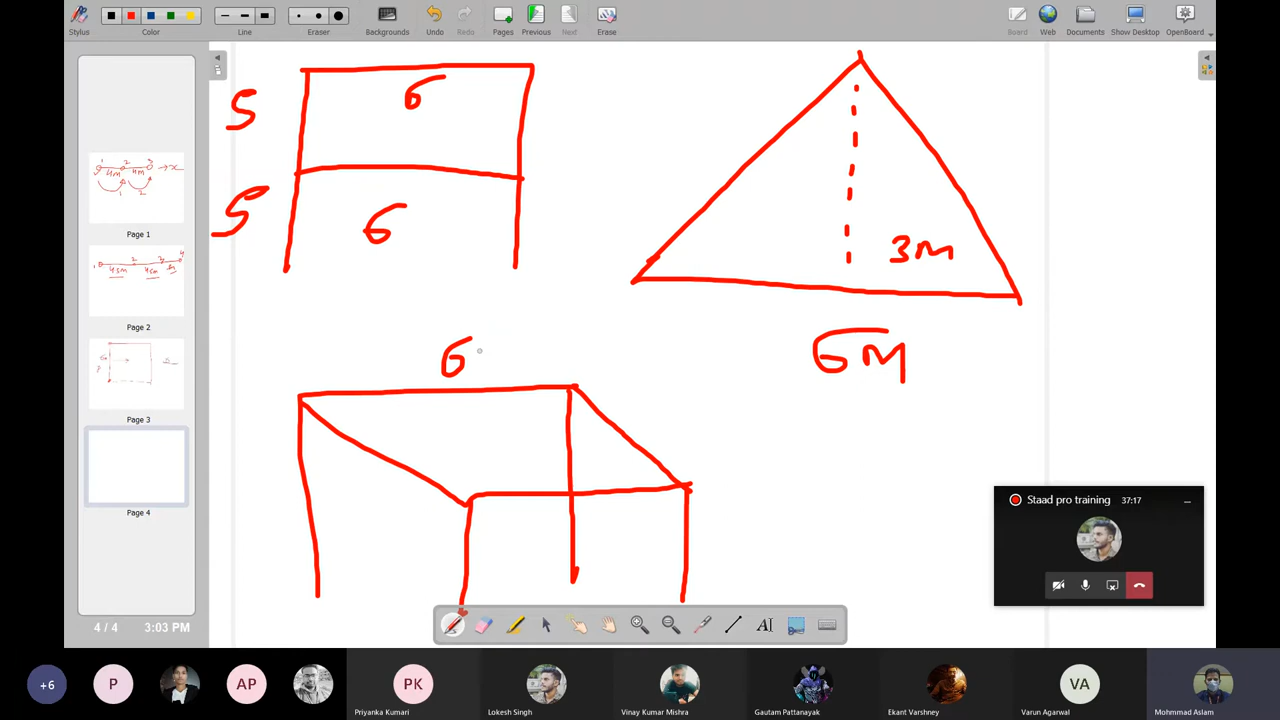 Stylus
Color
Line
Eraser
Backgrounds
Undo
Redo
Pages
Previous
Next
Erase
Board
Web
Documents
Show Desktop
OpenBoard
5
6
5
6
3M
6M
6
Page 1
Page 2
Page 3
Page 4
4 / 4 3:03 PM
Staad pro training 37:17
+6
P
AP
PK
VA
Priyanka Kumari
Lokesh Singh
Vinay Kumar Mishra
Gautam Pattanayak
Ekant Varshney
Varun Agarwal
Mohmmad Aslam